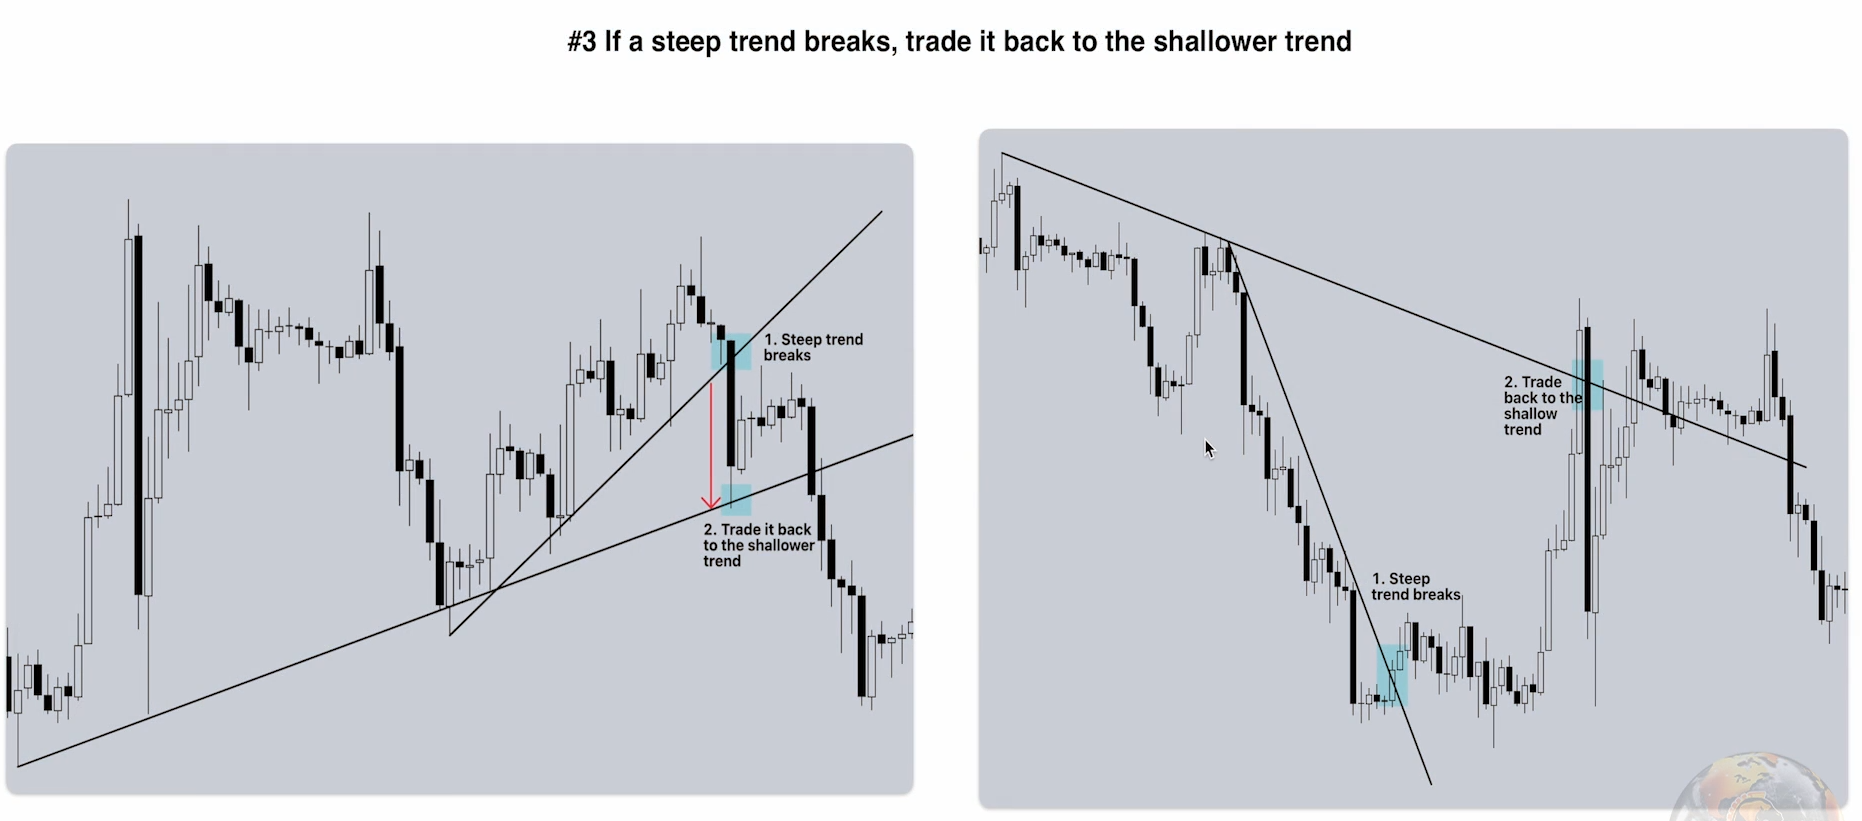 #3 If a steep trend breaks, trade it back to the shallower trend
1. Steep trend
breaks
2. Trade it back
to the shallower
trend
2. Trade
back to the
shallow
trend
1. Steep
trend breaks